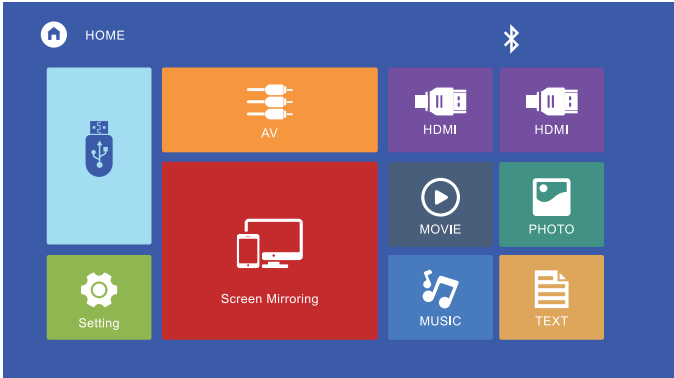 HOME
AV
HDMI
HDMI
MOVIE
PHOTO
Screen Mirroring
Setting
MUSIC
TEXT